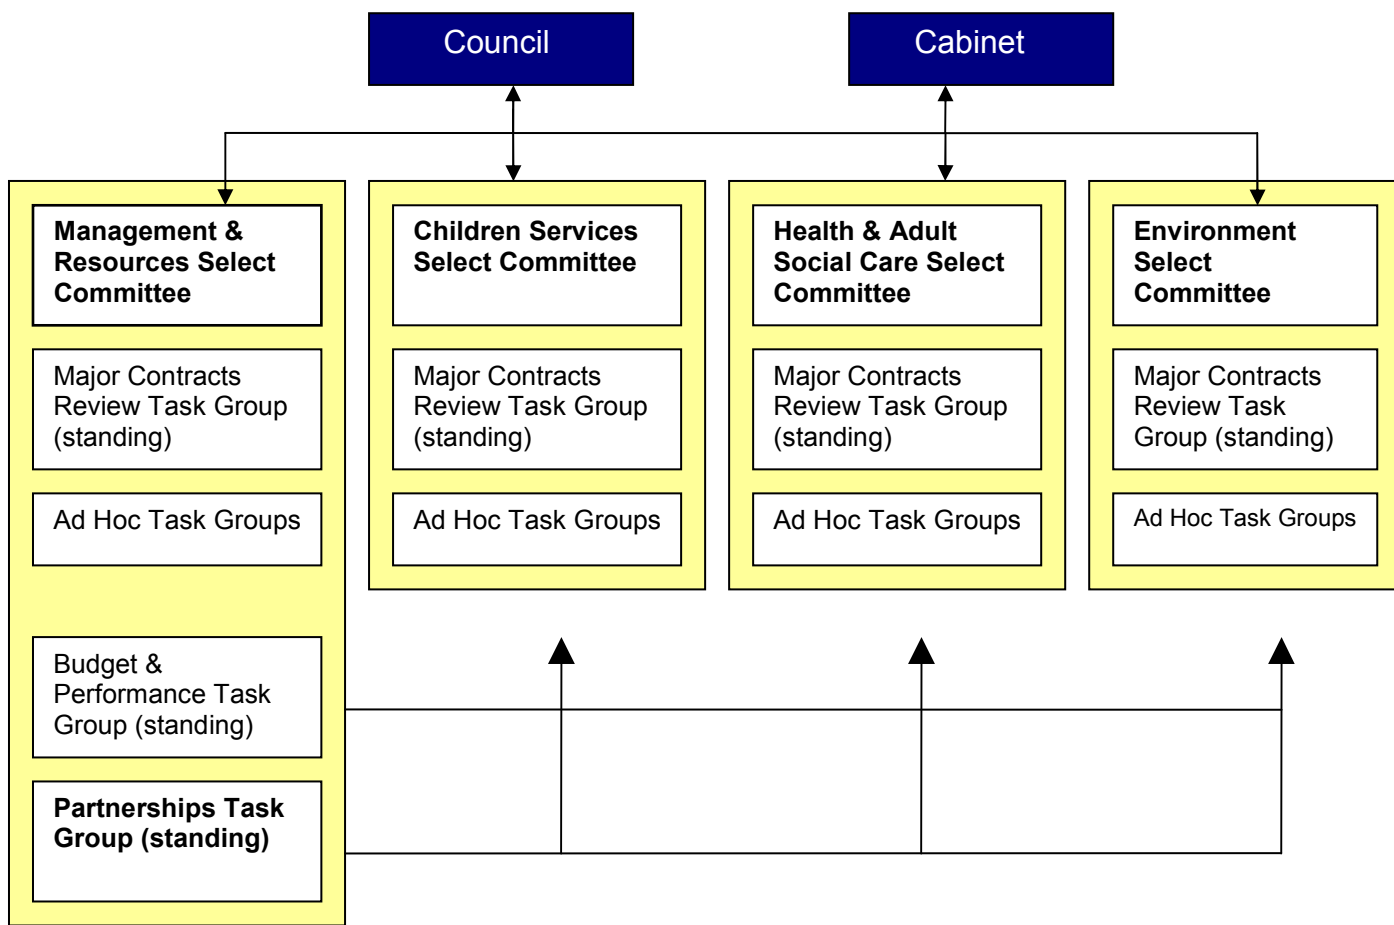 Council
Cabinet
Management &
Resources Select
Committee
Major Contracts
Review Task Group
(standing)
Ad Hoc Task Groups
Budget &
Performance Task
Group (standing)
Partnerships Task
Group (standing)
Children Services
Select Committee
Major Contracts
Review Task Group
(standing)
Ad Hoc Task Groups
Health & Adult
Social Care Select
Committee
Major Contracts
Review Task Group
(standing)
Ad Hoc Task Groups
Environment
Select
Committee
Major Contracts
Review Task
Group (standing)
Ad Hoc Task Groups